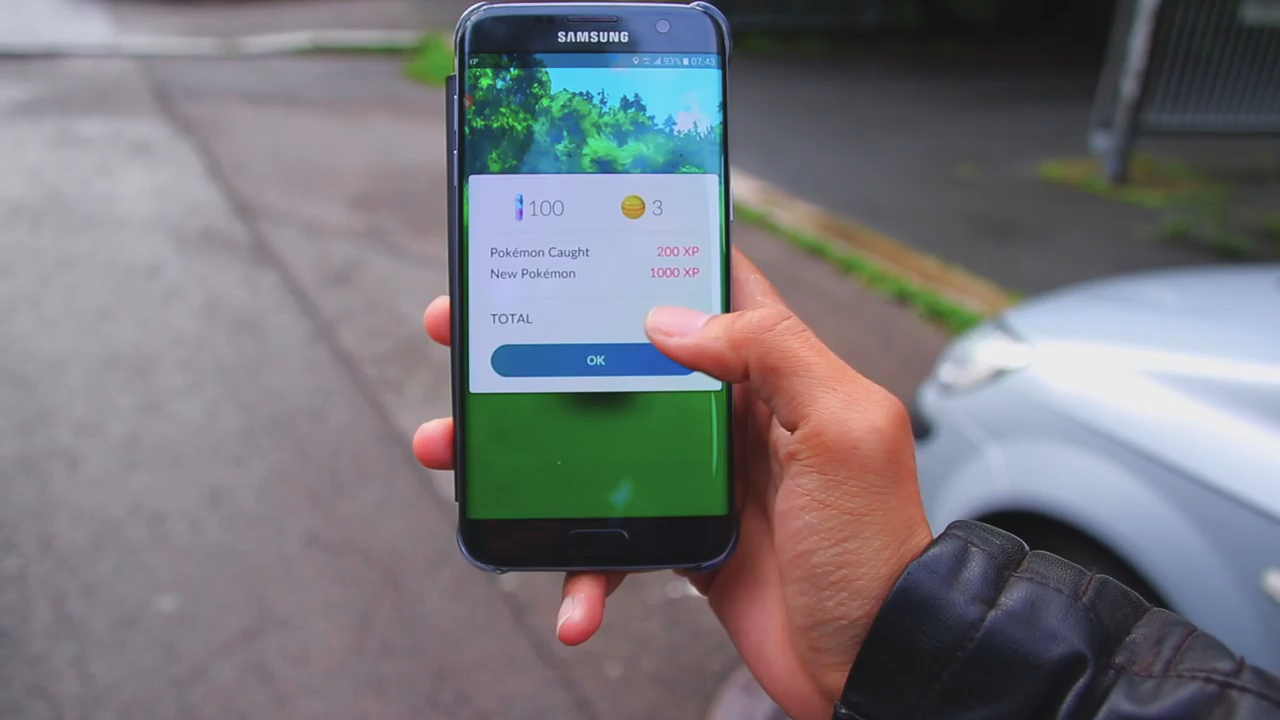 SAMSUNG
93% 07:43
100 3
Pokémon Caught 200 XP
New Pokémon 1000 XP
TOTAL
OK